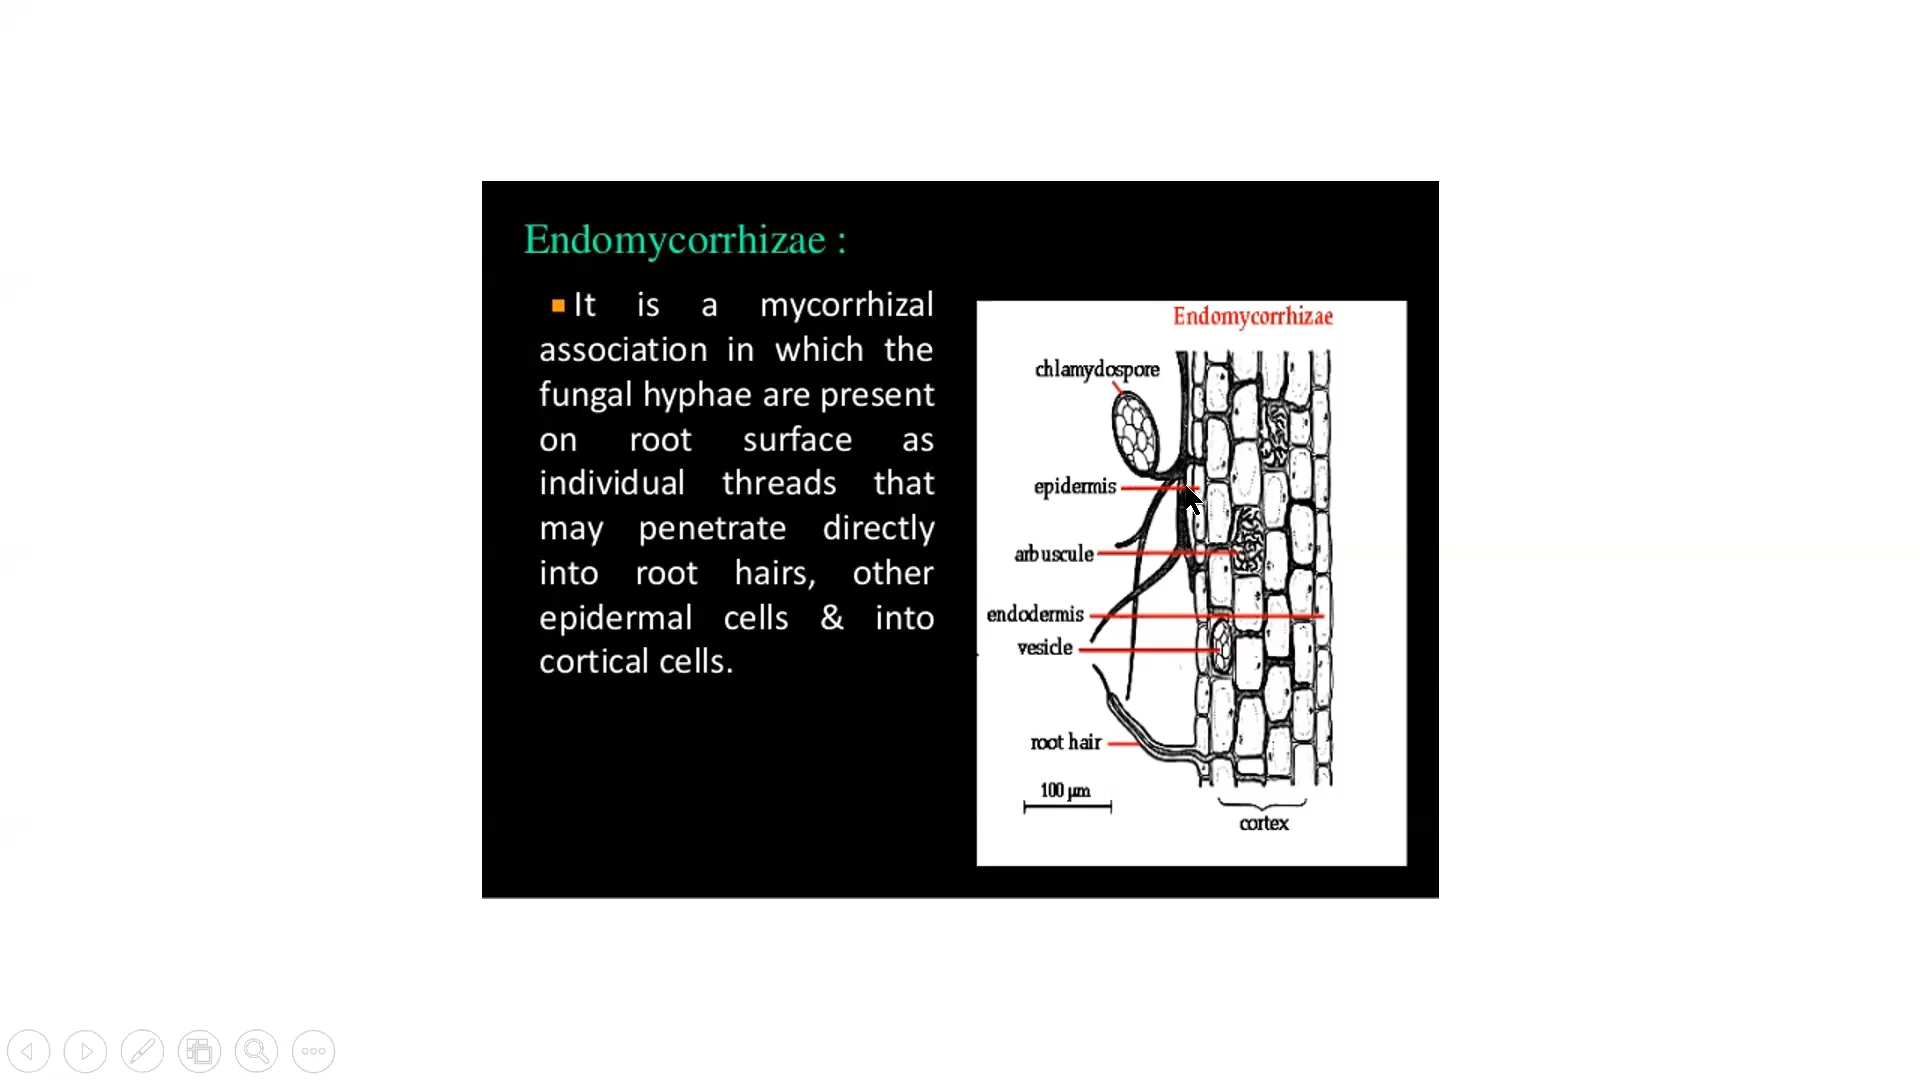 Endomycorrhizae :
It is a mycorrhizal
association in which the
fungal hyphae are present
on root surface as
individual threads that
may penetrate directly
into root hairs, other
epidermal cells & into
cortical cells.
Endomycorrhizae
chlamydospore
epidermis
arbuscule
endodermis
vesicle
root hair
100 µm
cortex